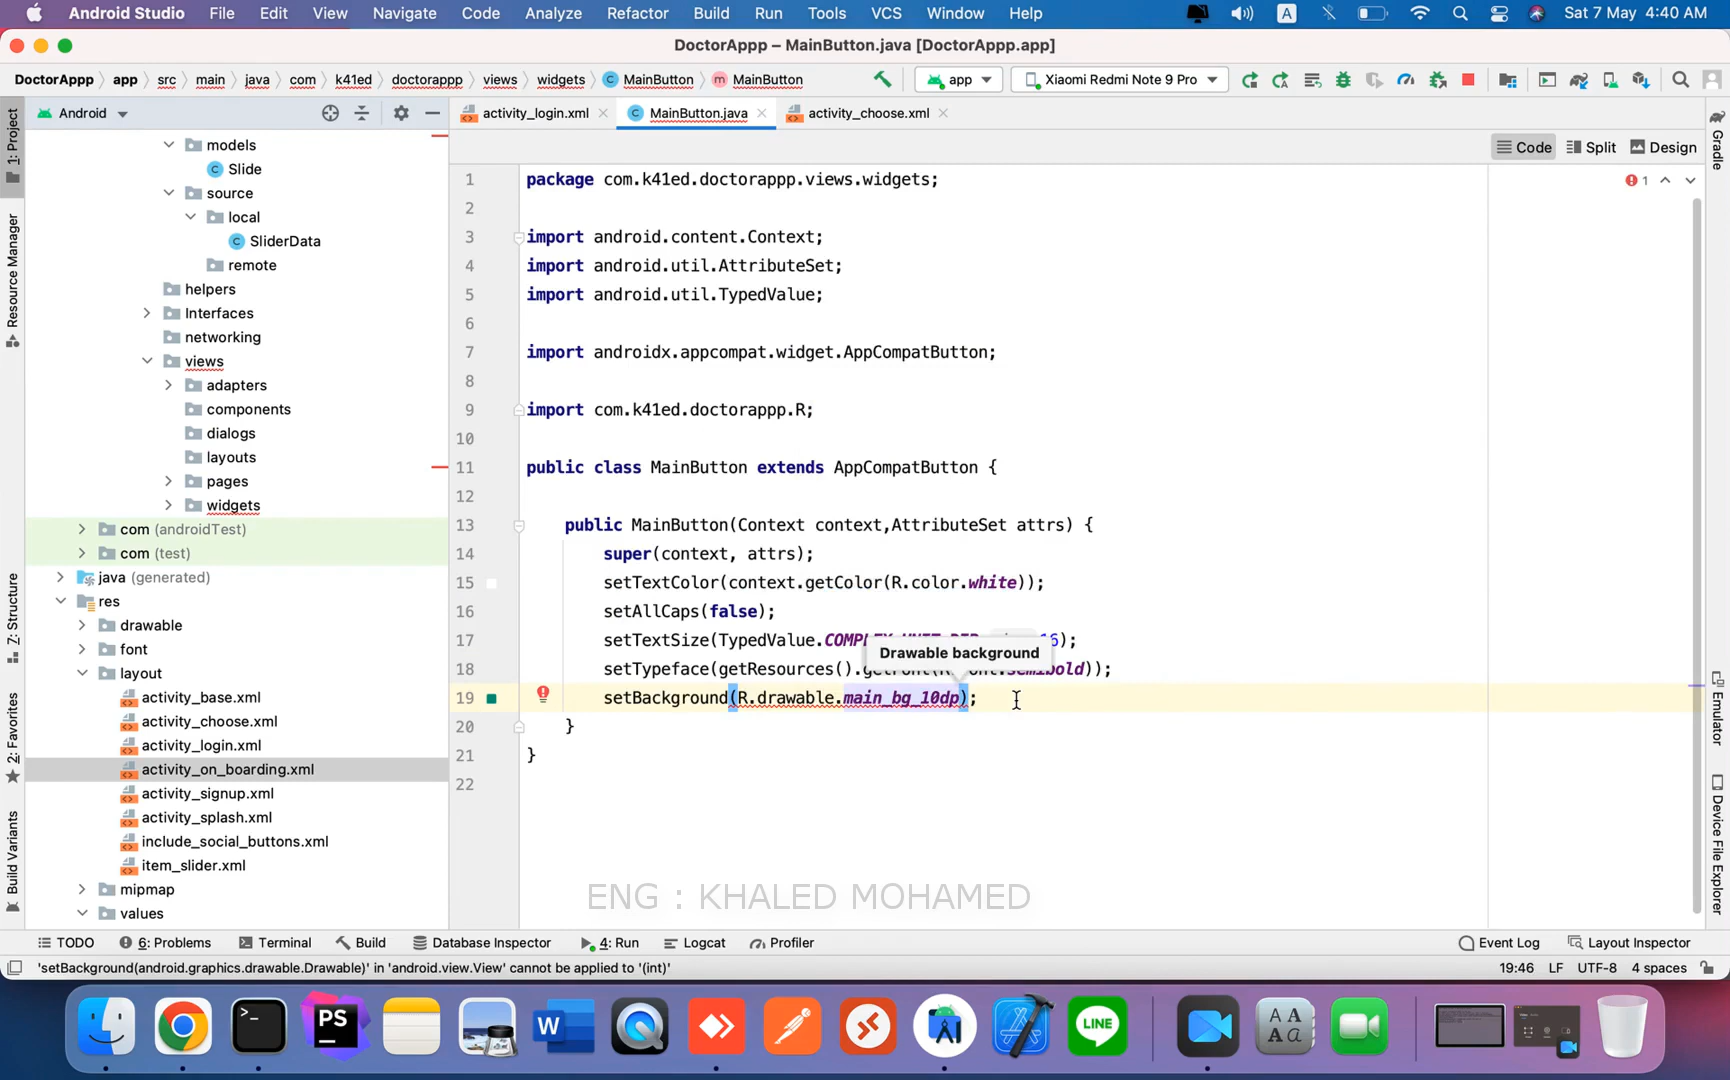 Android Studio File Edit View Navigate Code Analyze Refactor Build Run Tools VCS Window Help A Sat 7 May 4:40 AM
DoctorAppp – MainButton.java [DoctorAppp.app]
DoctorAppp app src main java com k41ed doctorappp views widgets C MainButton m MainButton app Xiaomi Redmi Note 9 Pro
Android activity_login.xml C MainButton.java activity_choose.xml
Code Split Design
1: Project
Resource Manager
7: Structure
2: Favorites
Build Variants
models
C Slide
source
local
C SliderData
remote
helpers
Interfaces
networking
views
adapters
components
dialogs
layouts
pages
widgets
com (androidTest)
com (test)
java (generated)
res
drawable
font
layout
activity_base.xml
activity_choose.xml
activity_login.xml
activity_on_boarding.xml
activity_signup.xml
activity_splash.xml
include_social_buttons.xml
item_slider.xml
mipmap
values
1 package com.k41ed.doctorappp.views.widgets;
2
3 import android.content.Context;
4 import android.util.AttributeSet;
5 import android.util.TypedValue;
6
7 import androidx.appcompat.widget.AppCompatButton;
8
9 import com.k41ed.doctorappp.R;
10
11 public class MainButton extends AppCompatButton {
12
13 public MainButton(Context context,AttributeSet attrs) {
14 super(context, attrs);
15 setTextColor(context.getColor(R.color.white));
16 setAllCaps(false);
17 setTextSize(TypedValue.COMPLEX_UNIT_DIP 16);
Drawable background
18 setTypeface(getResources().getFont(R.font.semibold));
19 setBackground(R.drawable.main_bg_10dp);
20 }
21 }
22
1
Gradle
Emulator
Device File Explorer
ENG : KHALED MOHAMED
TODO 6: Problems Terminal Build Database Inspector 4: Run Logcat Profiler Event Log Layout Inspector
'setBackground(android.graphics.drawable.Drawable)' in 'android.view.View' cannot be applied to '(int)' 19:46 LF UTF-8 4 spaces
>_ PS W LINE A A A a